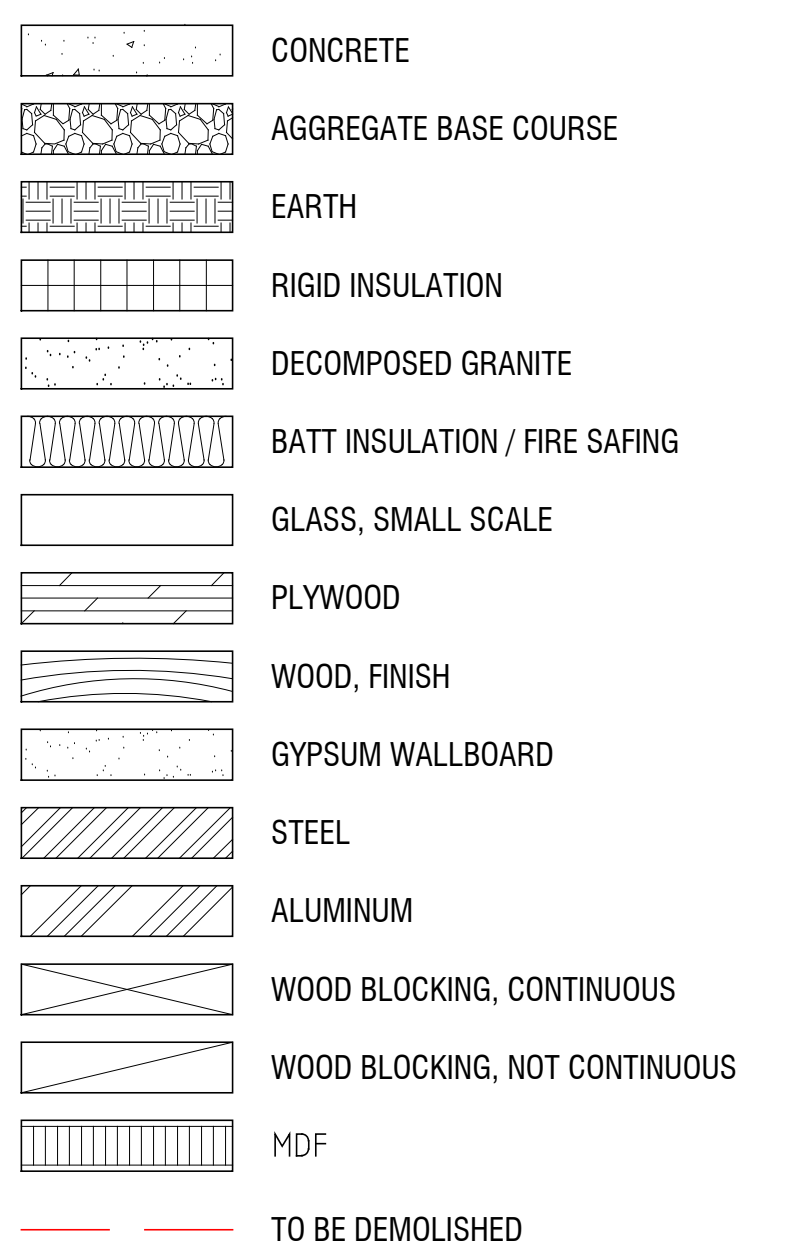 CONCRETE
AGGREGATE BASE COURSE
EARTH
RIGID INSULATION
DECOMPOSED GRANITE
BATT INSULATION / FIRE SAFING
GLASS, SMALL SCALE
PLYWOOD
WOOD, FINISH
GYPSUM WALLBOARD
STEEL
ALUMINUM
WOOD BLOCKING, CONTINUOUS
WOOD BLOCKING, NOT CONTINUOUS
MDF
TO BE DEMOLISHED